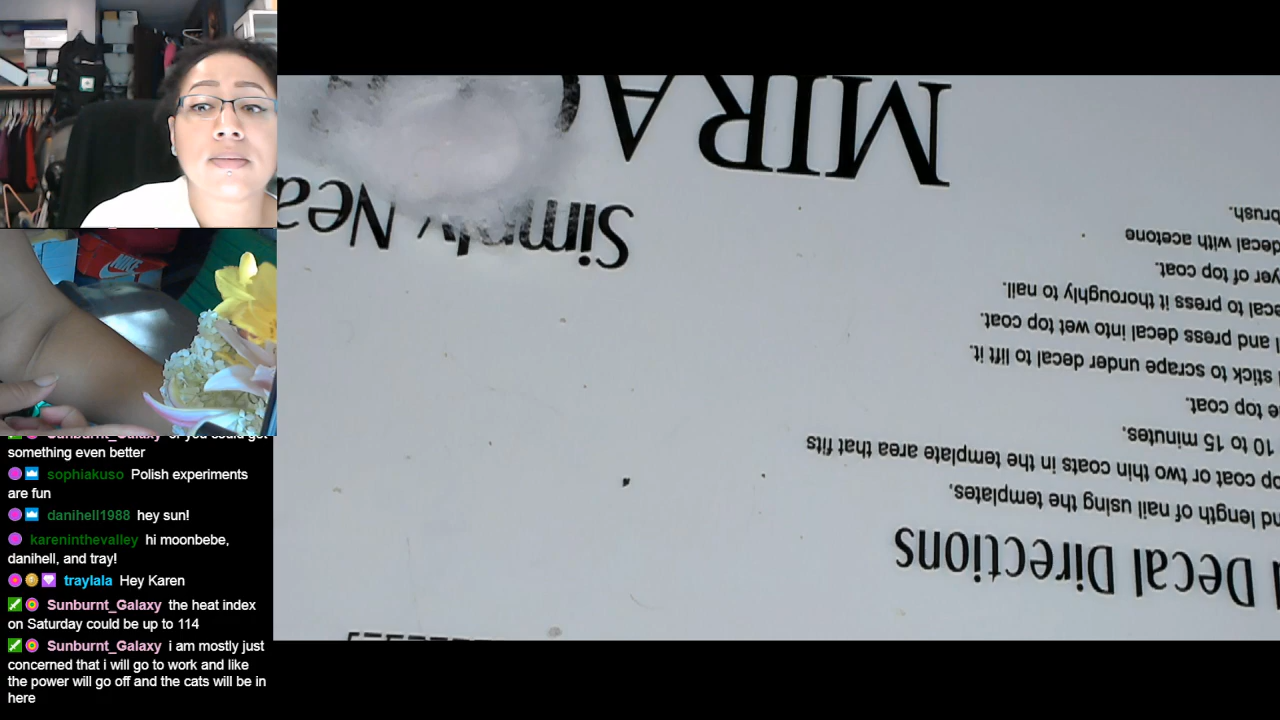 Sunburnt_Galaxy or you could get
something even better
sophiakuso Polish experiments
are fun
danihell1988 hey sun!
kareninthevalley hi moonbebe,
danihell, and tray!
traylala Hey Karen
Sunburnt_Galaxy the heat index
on Saturday could be up to 114
Sunburnt_Galaxy i am mostly just
concerned that i will go to work and like
the power will go off and the cats will be in
here
Decal Directions
length of nail using the templates.
coat or two thin coats in the template area that fits
10 to 15 minutes.
top coat.
stick to scrape under decal to lift it.
and press decal into wet top coat.
to press it thoroughly to nail.
of top coat.
decal with acetone
brush.
Simply
MIRA